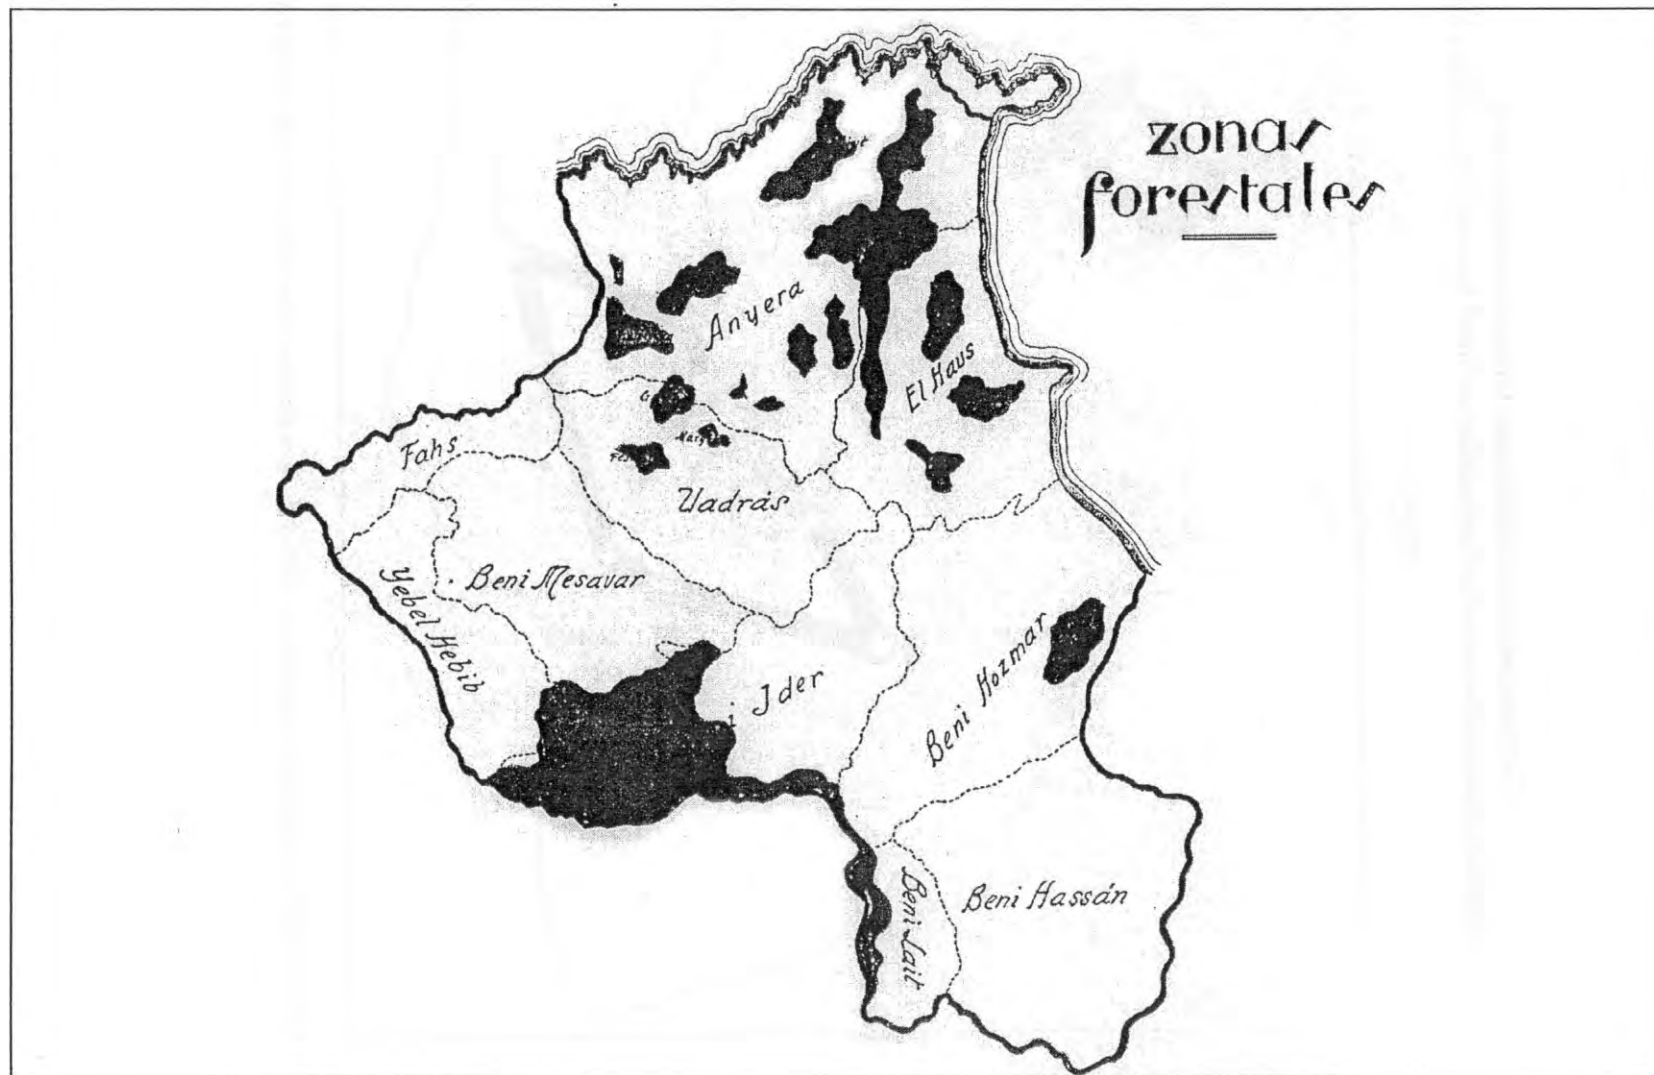 zonas
forestales
Anyera
El Haus
Fahs
Uadrás
Beni Mesavar
Yebel Hebib
Jder
Beni Hozmar
Beni Hassán
Beni Lait